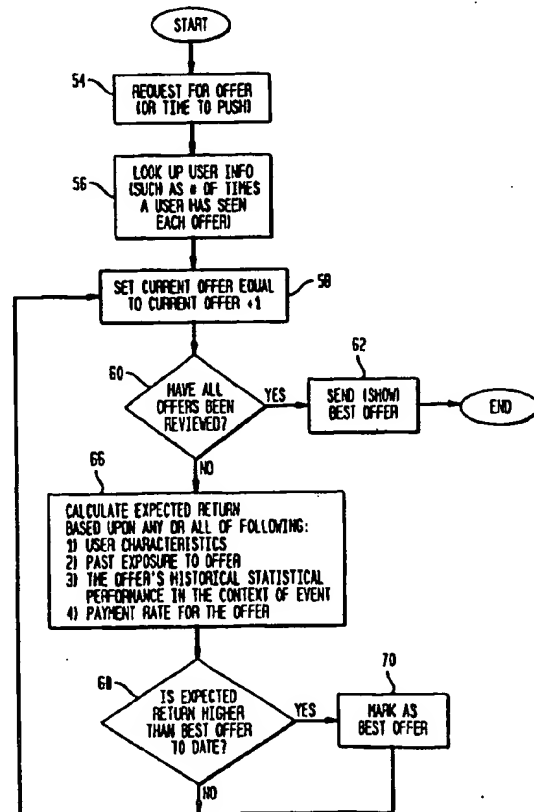 START
54
REQUEST FOR OFFER
(OR TIME TO PUSH)
56
LOOK UP USER INFO
(SUCH AS # OF TIMES
A USER HAS SEEN
EACH OFFER)
58
SET CURRENT OFFER EQUAL
TO CURRENT OFFER +1
60
HAVE ALL
OFFERS BEEN
REVIEWED?
YES
62
SEND (SHOW)
BEST OFFER
END
NO
66
CALCULATE EXPECTED RETURN
BASED UPON ANY OR ALL OF FOLLOWING:
1) USER CHARACTERISTICS
2) PAST EXPOSURE TO OFFER
3) THE OFFER'S HISTORICAL STATISTICAL
PERFORMANCE IN THE CONTEXT OF EVENT
4) PAYMENT RATE FOR THE OFFER
68
IS EXPECTED
RETURN HIGHER
THAN BEST OFFER
TO DATE?
YES
70
MARK AS
BEST OFFER
NO